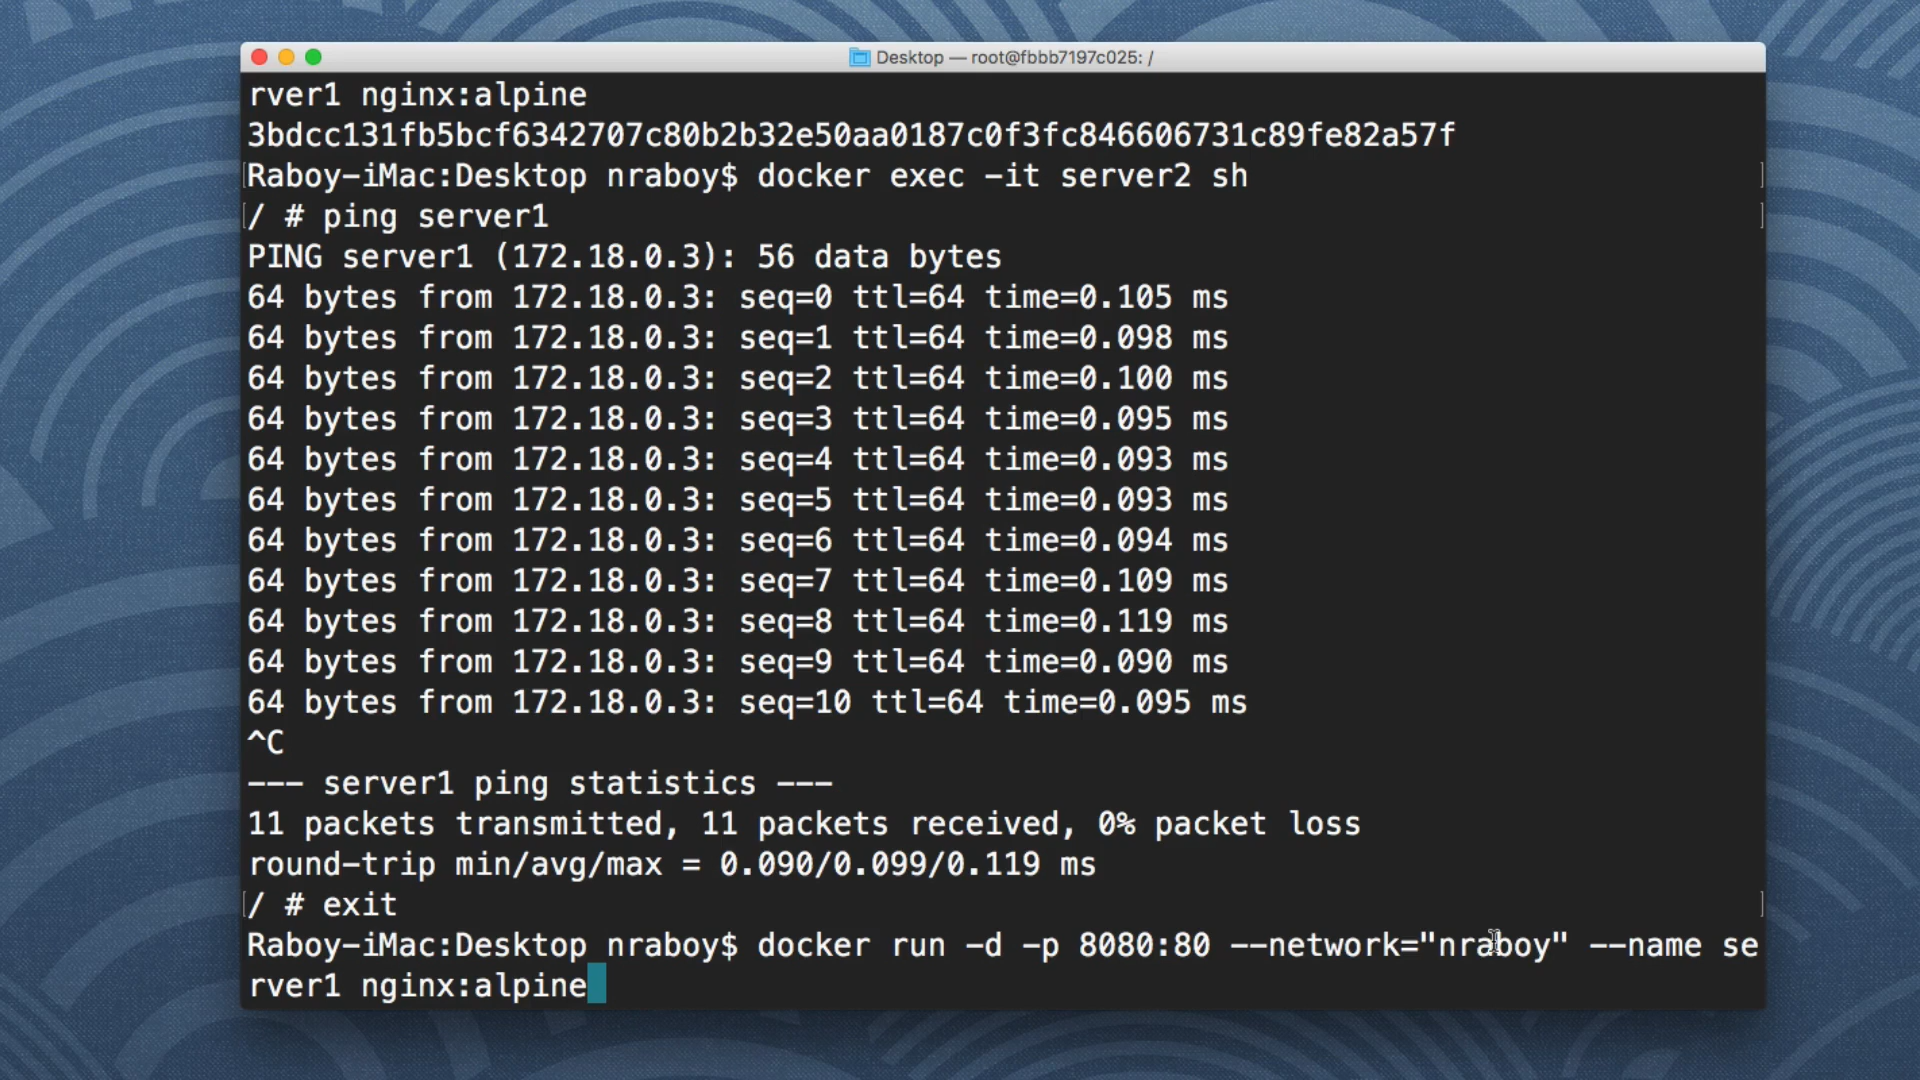 Desktop — root@fbbb7197c025: /
rver1 nginx:alpine
3bdcc131fb5bcf6342707c80b2b32e50aa0187c0f3fc846606731c89fe82a57f
[Raboy-iMac:Desktop nraboy$ docker exec -it server2 sh ]
[/ # ping server1 ]
PING server1 (172.18.0.3): 56 data bytes
64 bytes from 172.18.0.3: seq=0 ttl=64 time=0.105 ms
64 bytes from 172.18.0.3: seq=1 ttl=64 time=0.098 ms
64 bytes from 172.18.0.3: seq=2 ttl=64 time=0.100 ms
64 bytes from 172.18.0.3: seq=3 ttl=64 time=0.095 ms
64 bytes from 172.18.0.3: seq=4 ttl=64 time=0.093 ms
64 bytes from 172.18.0.3: seq=5 ttl=64 time=0.093 ms
64 bytes from 172.18.0.3: seq=6 ttl=64 time=0.094 ms
64 bytes from 172.18.0.3: seq=7 ttl=64 time=0.109 ms
64 bytes from 172.18.0.3: seq=8 ttl=64 time=0.119 ms
64 bytes from 172.18.0.3: seq=9 ttl=64 time=0.090 ms
64 bytes from 172.18.0.3: seq=10 ttl=64 time=0.095 ms
^C
--- server1 ping statistics ---
11 packets transmitted, 11 packets received, 0% packet loss
round-trip min/avg/max = 0.090/0.099/0.119 ms
[/ # exit ]
Raboy-iMac:Desktop nraboy$ docker run -d -p 8080:80 --network="nraboy" --name se
rver1 nginx:alpine